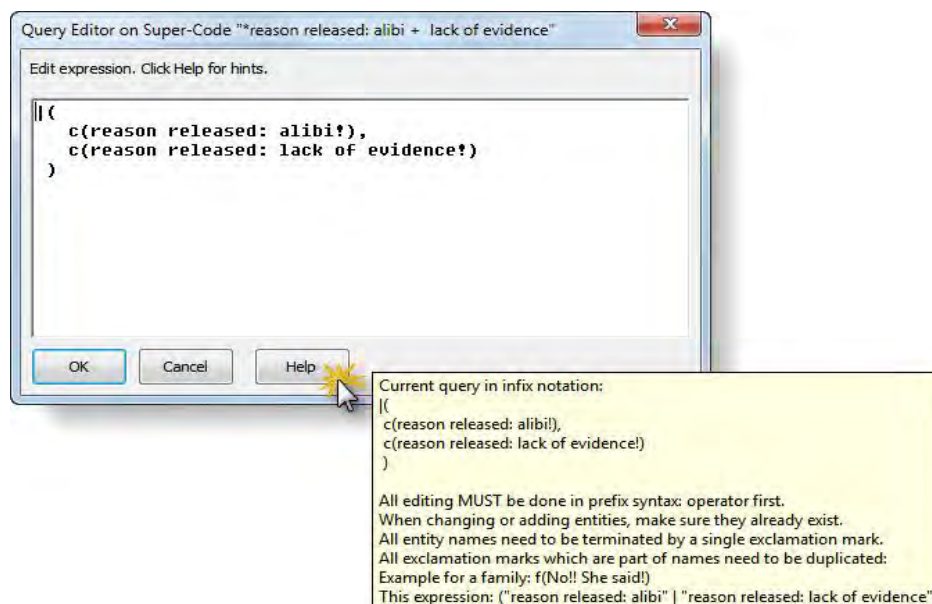 Query Editor on Super-Code "*reason released: alibi + lack of evidence"
Edit expression. Click Help for hints.
|(
c(reason released: alibi!),
c(reason released: lack of evidence!)
)
OK Cancel Help
Current query in infix notation:
|(
c(reason released: alibi!),
c(reason released: lack of evidence!)
)
All editing MUST be done in prefix syntax: operator first.
When changing or adding entities, make sure they already exist.
All entity names need to be terminated by a single exclamation mark.
All exclamation marks which are part of names need to be duplicated:
Example for a family: f(No!! She said!)
This expression: ("reason released: alibi" | "reason released: lack of evidence"